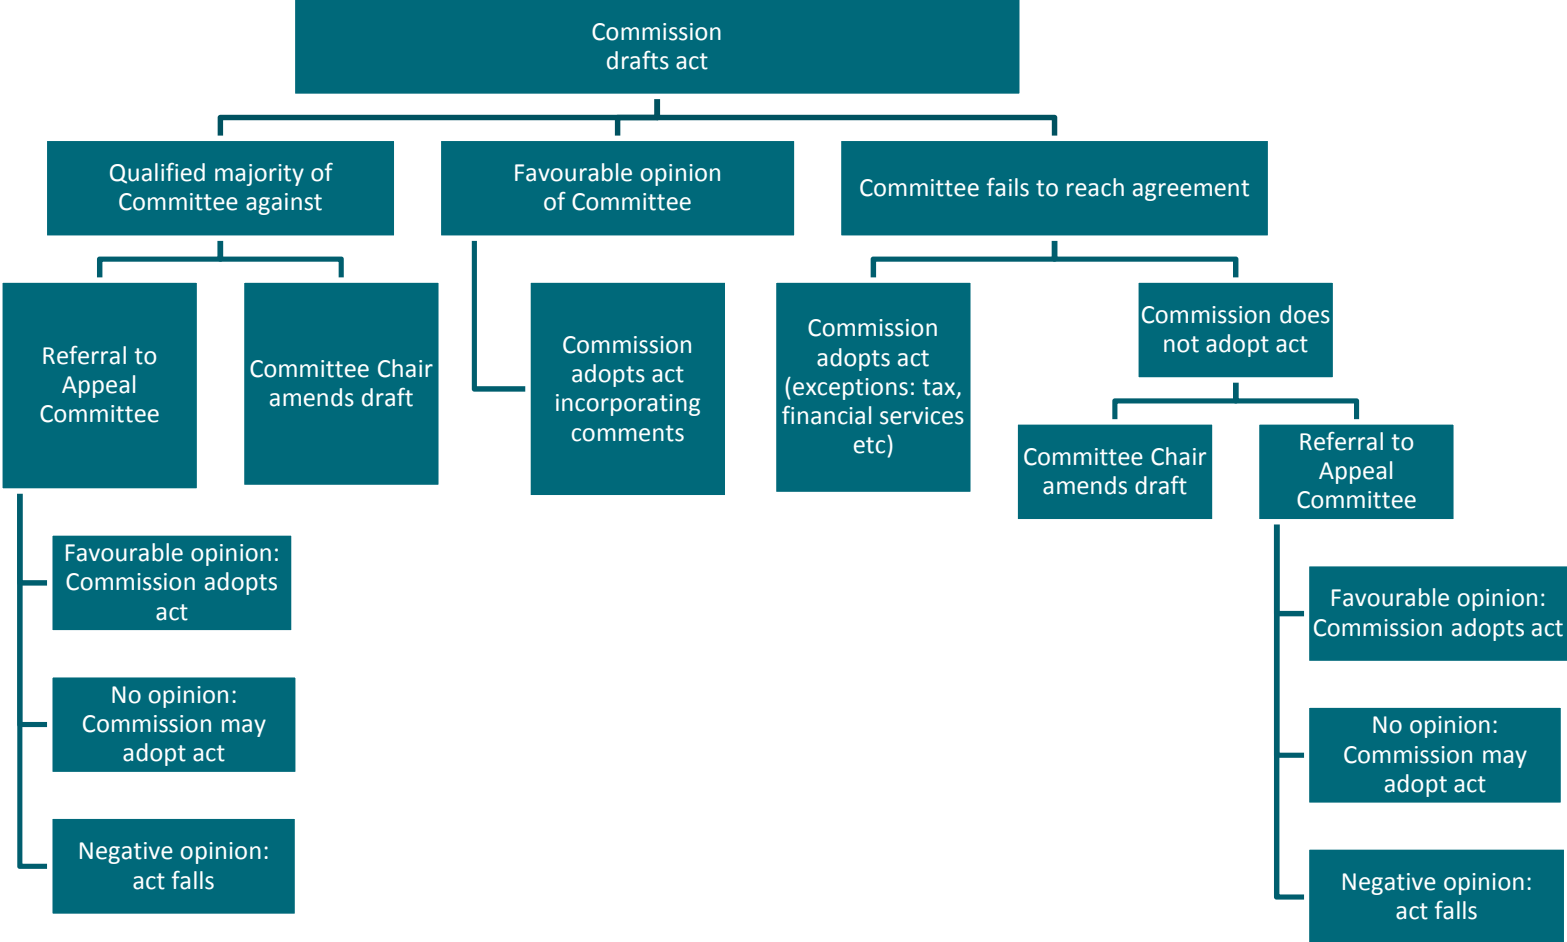 Commission
drafts act
Qualified majority of
Committee against
Favourable opinion
of Committee
Committee fails to reach agreement
Referral to
Appeal
Committee
Committee Chair
amends draft
Commission
adopts act
incorporating
comments
Commission
adopts act
(exceptions: tax,
financial services
etc)
Commission does
not adopt act
Committee Chair
amends draft
Referral to
Appeal
Committee
Favourable opinion:
Commission adopts
act
No opinion:
Commission may
adopt act
Negative opinion:
act falls
Favourable opinion:
Commission adopts act
No opinion:
Commission may
adopt act
Negative opinion:
act falls